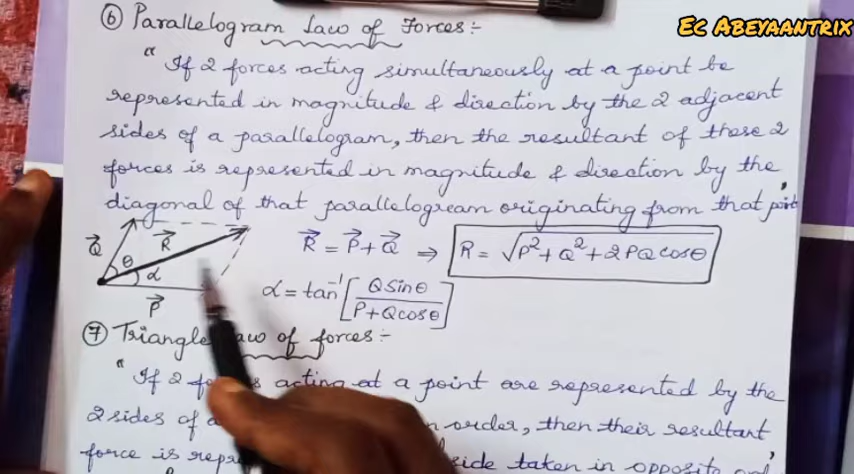 Ec Abeyaantrix
⑥ Parallelogram Law of Forces:-
"If 2 forces acting simultaneously at a point be
represented in magnitude & direction by the 2 adjacent
sides of a parallelogram, then the resultant of these 2
forces is represented in magnitude & direction by the
diagonal of that parallelogream originating from that point
Q⃗ R⃗ θ α P⃗
R⃗ = P⃗ + Q⃗ ⇒ R = √(P² + Q² + 2PQ cosθ)
α = tan⁻¹ [Q sinθ / P + Q cosθ]
⑦ Triangle Law of forces:-
"If 2 forces acting at a point are represented by the
2 sides of a order, then their resultant
force is side taken in opposite